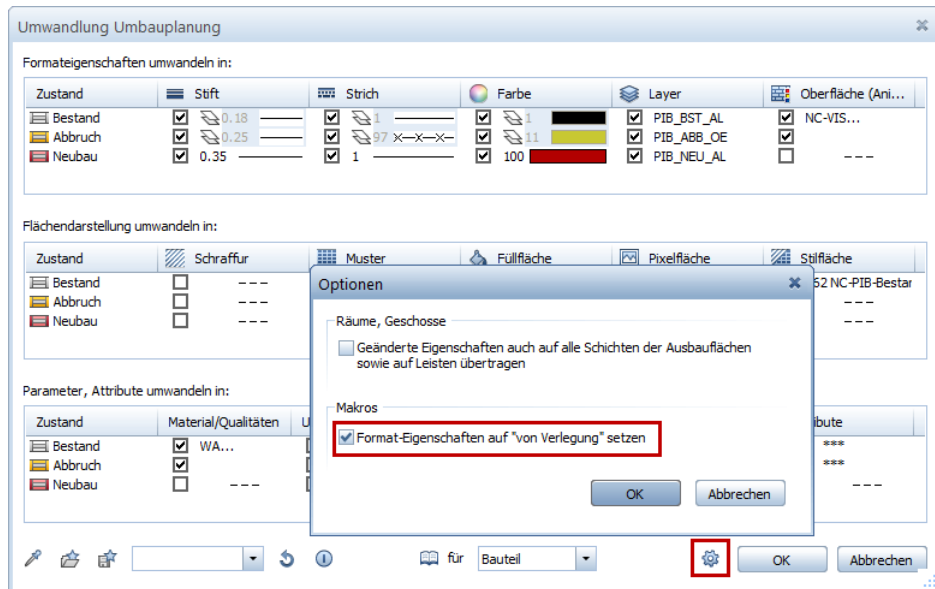 Umwandlung Umbauplanung
Formateigenschaften umwandeln in:
Zustand Stift Strich Farbe Layer Oberfläche (Ani...
Bestand 0.18 1 1 PIB_BST_AL NC-VIS...
Abbruch 0.25 97 11 PIB_ABB_OE
Neubau 0.35 1 100 PIB_NEU_AL ---
Flächendarstellung umwandeln in:
Zustand Schraffur Muster Füllfläche Pixelfläche Stilfläche
Bestand --- 62 NC-PIB-Bestar
Abbruch --- ---
Neubau --- ---
Optionen
Räume, Geschosse
Geänderte Eigenschaften auch auf alle Schichten der Ausbauflächen
sowie auf Leisten übertragen
Makros
Format-Eigenschaften auf "von Verlegung" setzen
OK Abbrechen
Parameter, Attribute umwandeln in:
Zustand Material/Qualitäten U ibute
Bestand WA... ***
Abbruch ***
Neubau --- ---
für Bauteil OK Abbrechen